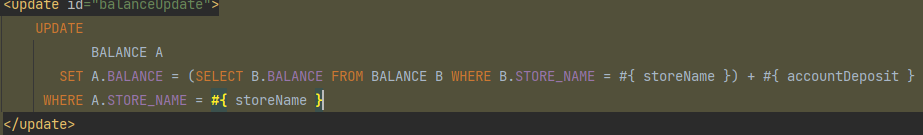 <update id="balanceUpdate">
UPDATE
BALANCE A
SET A.BALANCE = (SELECT B.BALANCE FROM BALANCE B WHERE B.STORE_NAME = #{ storeName }) + #{ accountDeposit }
WHERE A.STORE_NAME = #{ storeName }
</update>